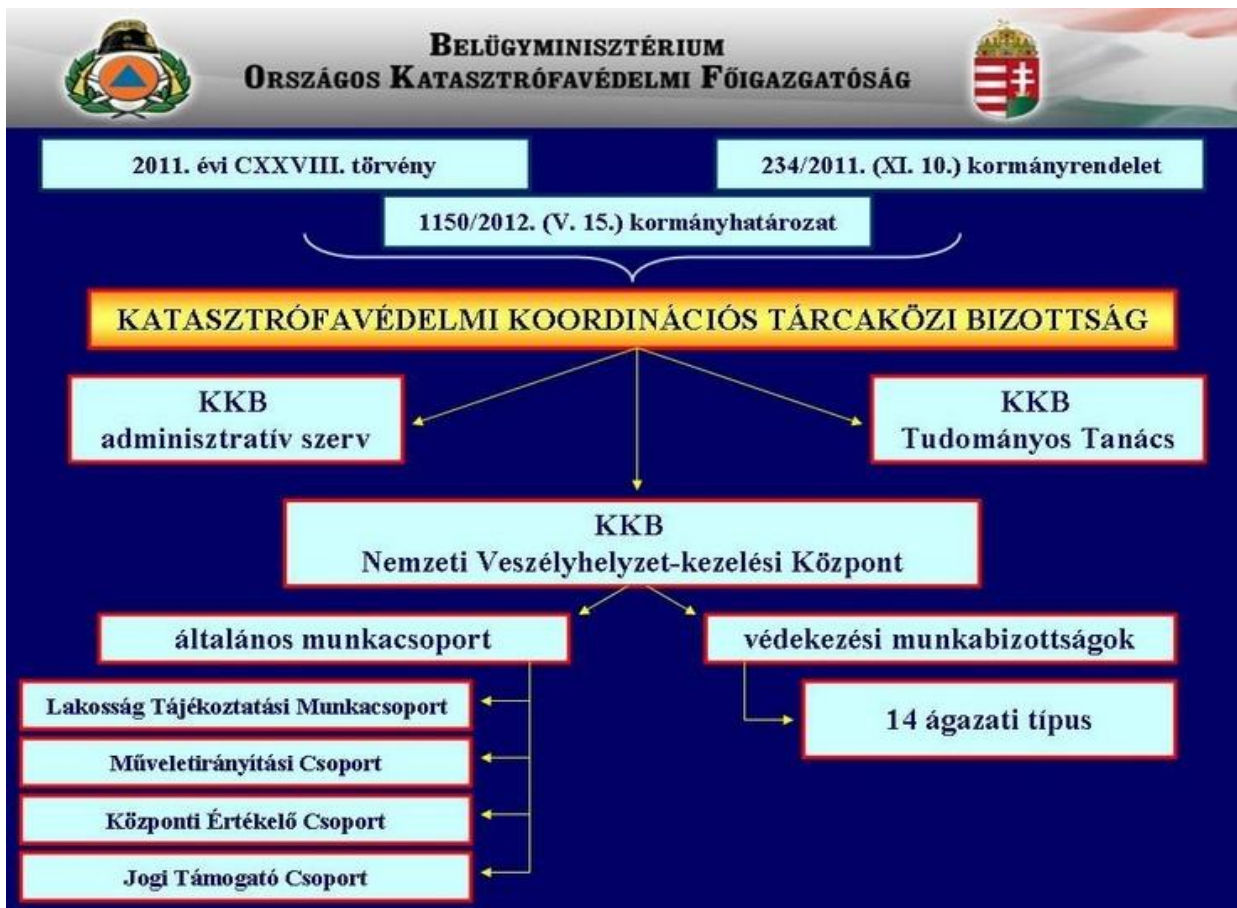 BELÜGYMINISZTÉRIUM
ORSZÁGOS KATASZTRÓFAVÉDELMI FŐIGAZGATÓSÁG
2011. évi CXXVIII. törvény
234/2011. (XI. 10.) kormányrendelet
1150/2012. (V. 15.) kormányhatározat
KATASZTRÓFAVÉDELMI KOORDINÁCIÓS TÁRCAKÖZI BIZOTTSÁG
KKB
adminisztratív szerv
KKB
Tudományos Tanács
KKB
Nemzeti Veszélyhelyzet-kezelési Központ
általános munkacsoport
védekezési munkabizottságok
Lakosság Tájékoztatási Munkacsoport
14 ágazati típus
Műveletirányítási Csoport
Központi Értékelő Csoport
Jogi Támogató Csoport